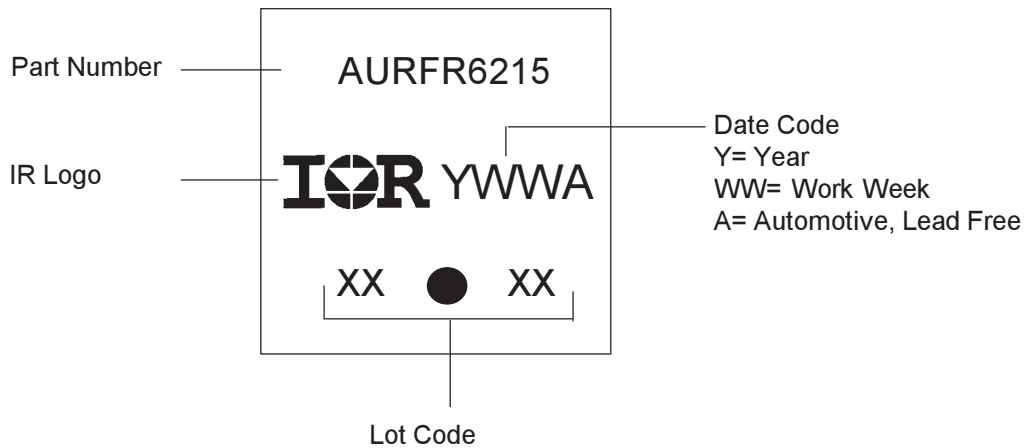 Part Number
AURFR6215
Date Code
Y= Year
WW= Work Week
A= Automotive, Lead Free
IR Logo
IOR YWWA
XX XX
Lot Code